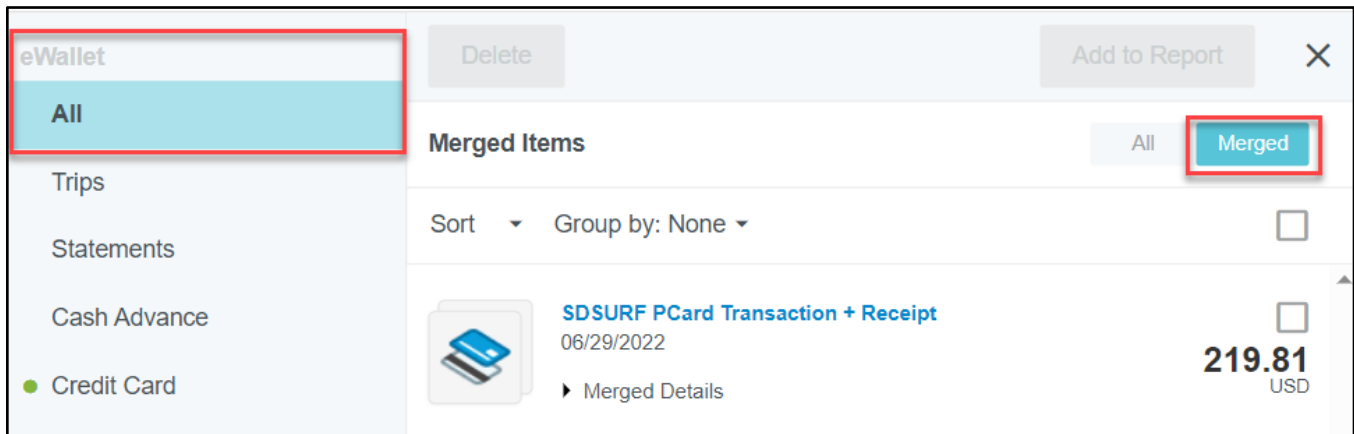 eWallet
All
Trips
Statements
Cash Advance
Credit Card
Delete
Add to Report
Merged Items
All
Merged
Sort
Group by: None
SDSURF PCard Transaction + Receipt
06/29/2022
Merged Details
219.81
USD